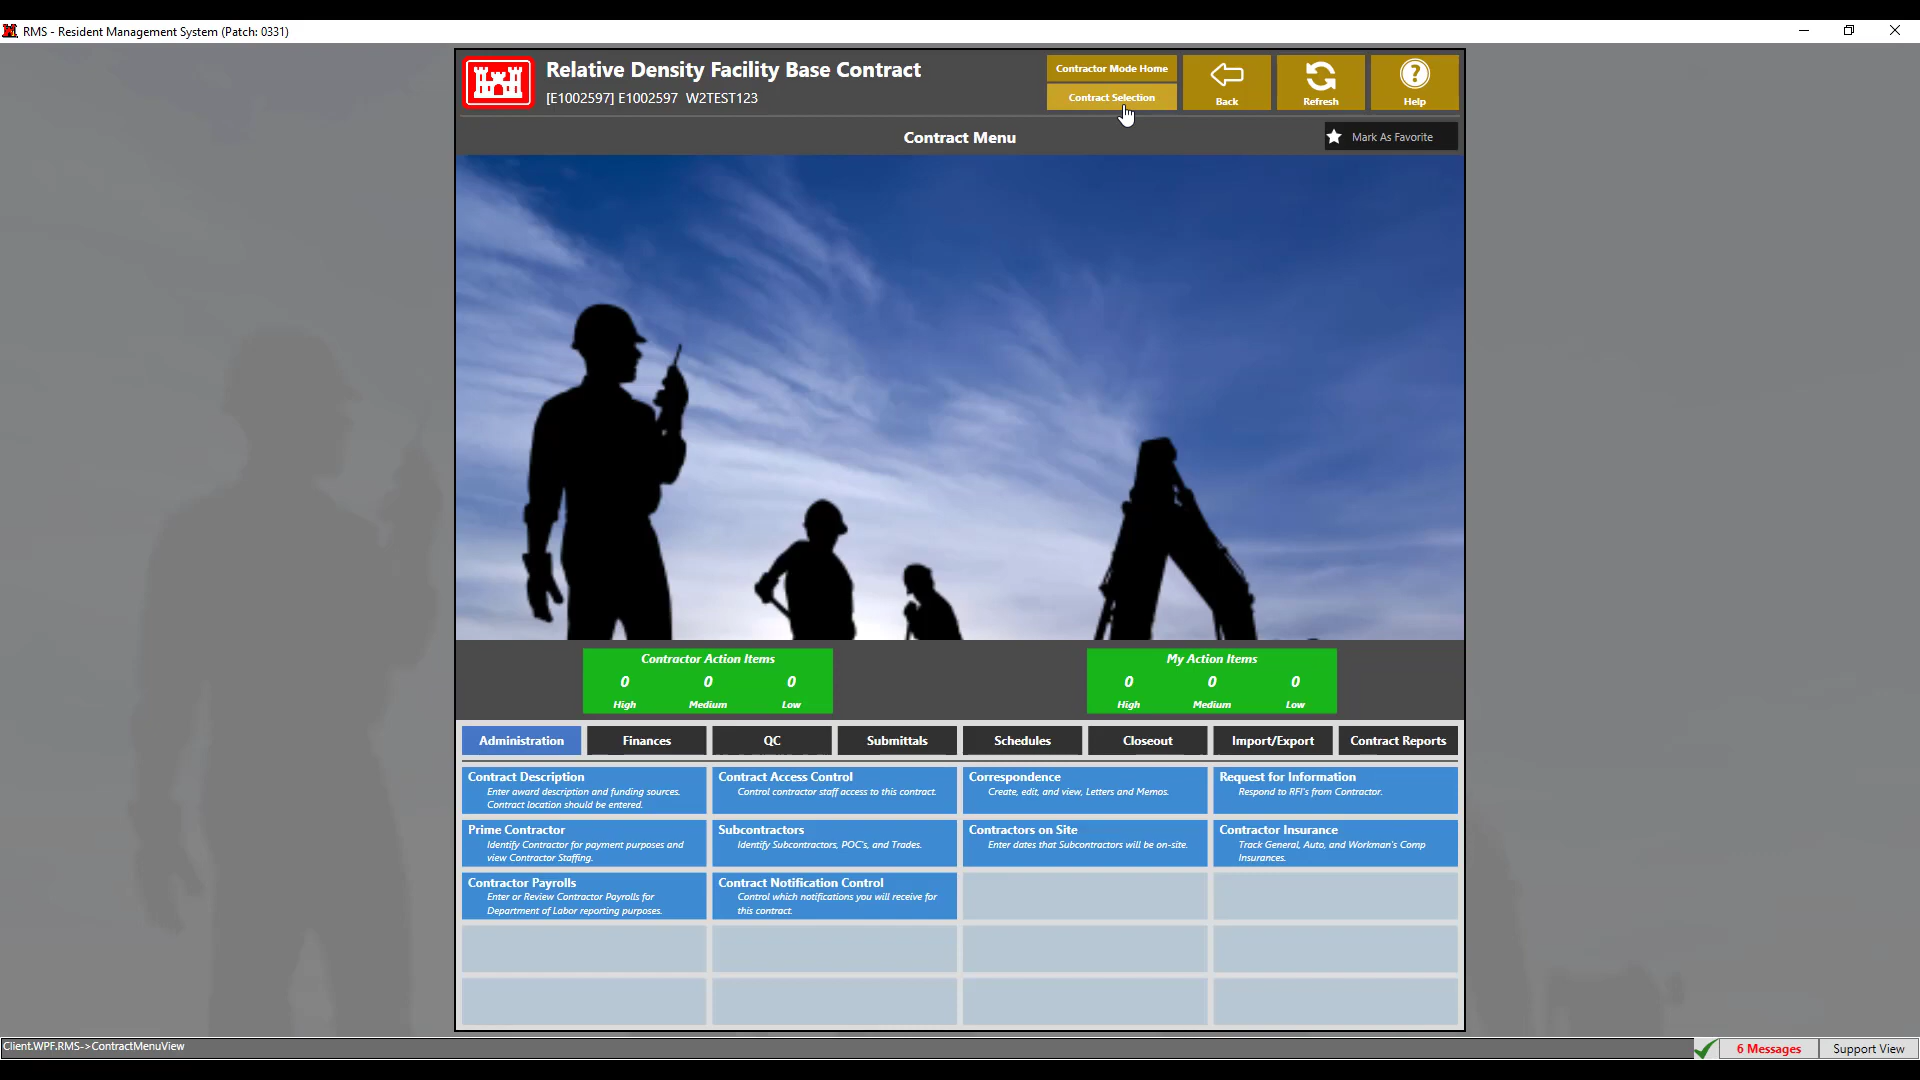 RMS - Resident Management System (Patch: 0331)
Relative Density Facility Base Contract
[E1002597] E1002597 W2TEST123
Contractor Mode Home
Contract Selection
Back
Refresh
Help
Contract Menu
Mark As Favorite
Contractor Action Items
0 0 0
High Medium Low
My Action Items
0 0 0
High Medium Low
Administration Finances QC Submittals Schedules Closeout Import/Export Contract Reports
Contract Description
Enter award description and funding sources.
Contract location should be entered.
Contract Access Control
Control contractor staff access to this contract.
Correspondence
Create, edit, and view, Letters and Memos.
Request for Information
Respond to RFI's from Contractor.
Prime Contractor
Identify Contractor for payment purposes and
view Contractor Staffing.
Subcontractors
Identify Subcontractors, POC's, and Trades.
Contractors on Site
Enter dates that Subcontractors will be on-site.
Contractor Insurance
Track General, Auto, and Workman's Comp
Insurances.
Contractor Payrolls
Enter or Review Contractor Payrolls for
Department of Labor reporting purposes.
Contract Notification Control
Control which notifications you will receive for
this contract.
Client.WPF.RMS->ContractMenuView
6 Messages
Support View